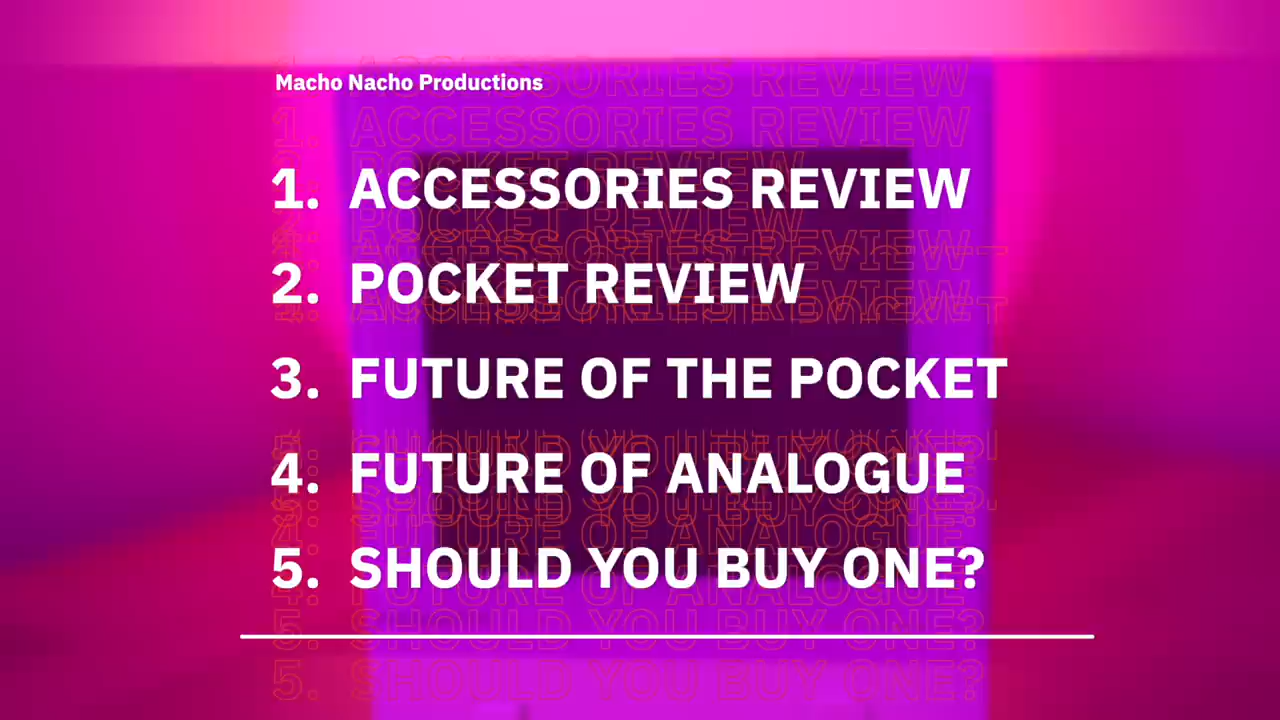 Macho Nacho Productions
1. ACCESSORIES REVIEW
2. POCKET REVIEW
3. FUTURE OF THE POCKET
4. FUTURE OF ANALOGUE
5. SHOULD YOU BUY ONE?